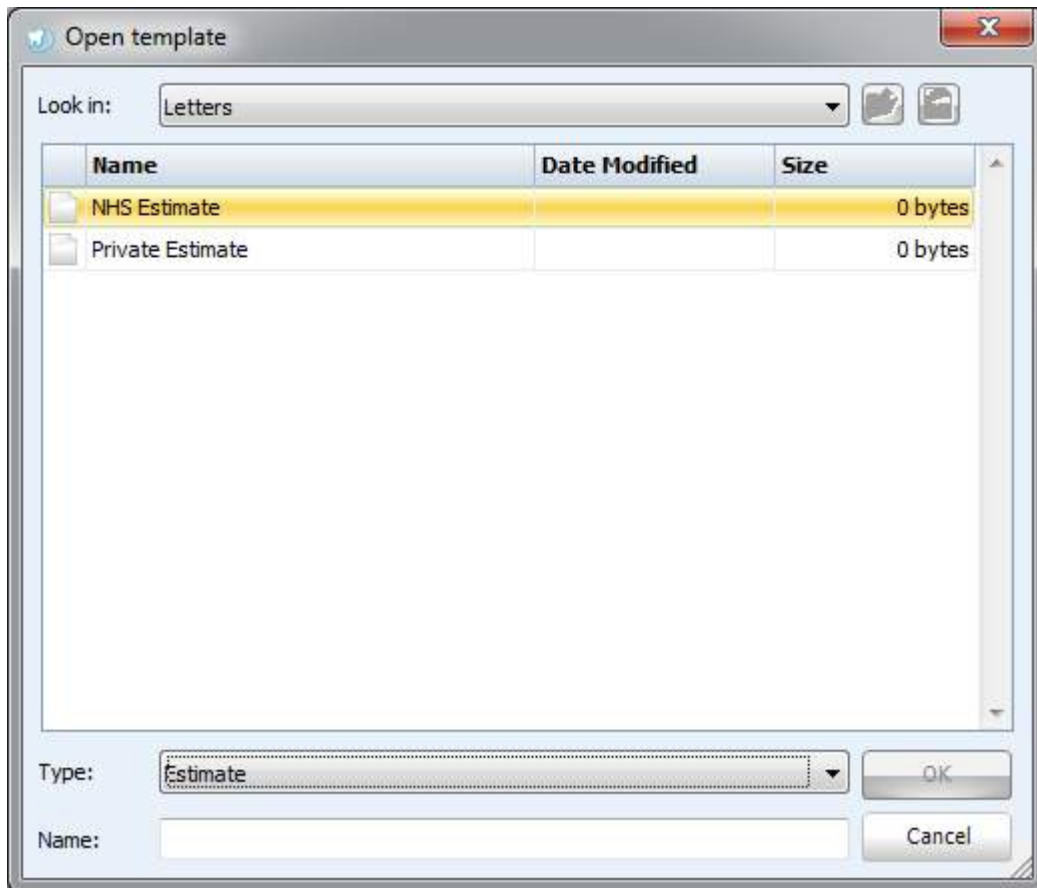 Open template
Look in: Letters
Name Date Modified Size
NHS Estimate 0 bytes
Private Estimate 0 bytes
Type: Estimate OK
Name: Cancel